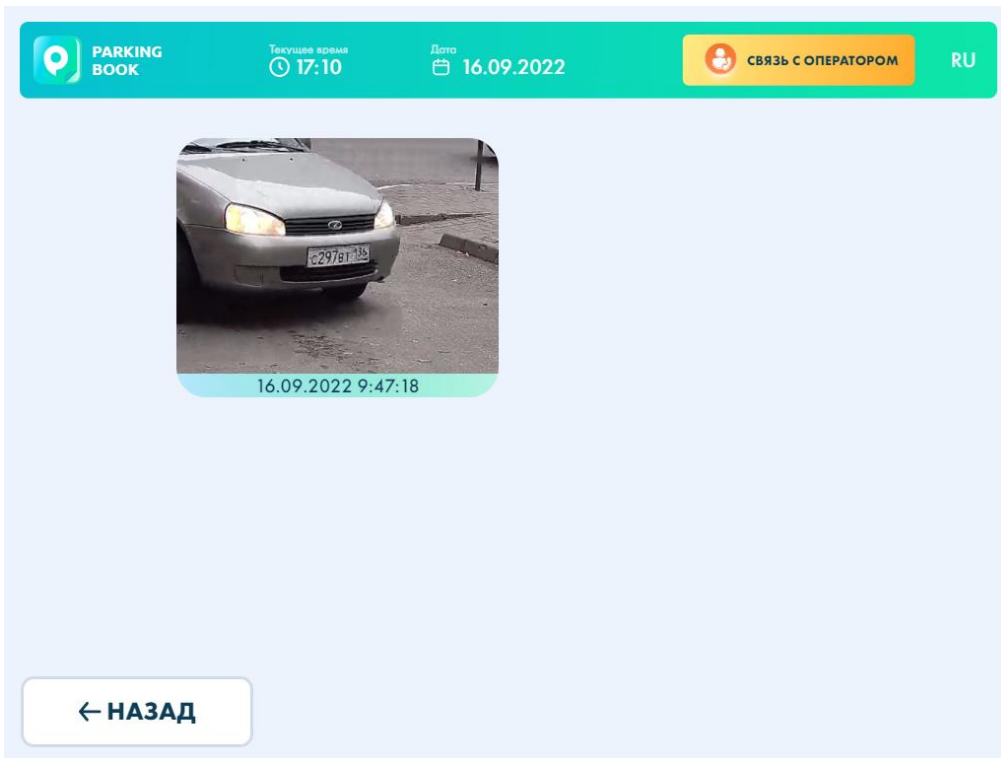 PARKING
BOOK
Текущее время
17:10
Дата
16.09.2022
СВЯЗЬ С ОПЕРАТОРОМ
RU
С297ВТ 136
16.09.2022 9:47:18
← НАЗАД